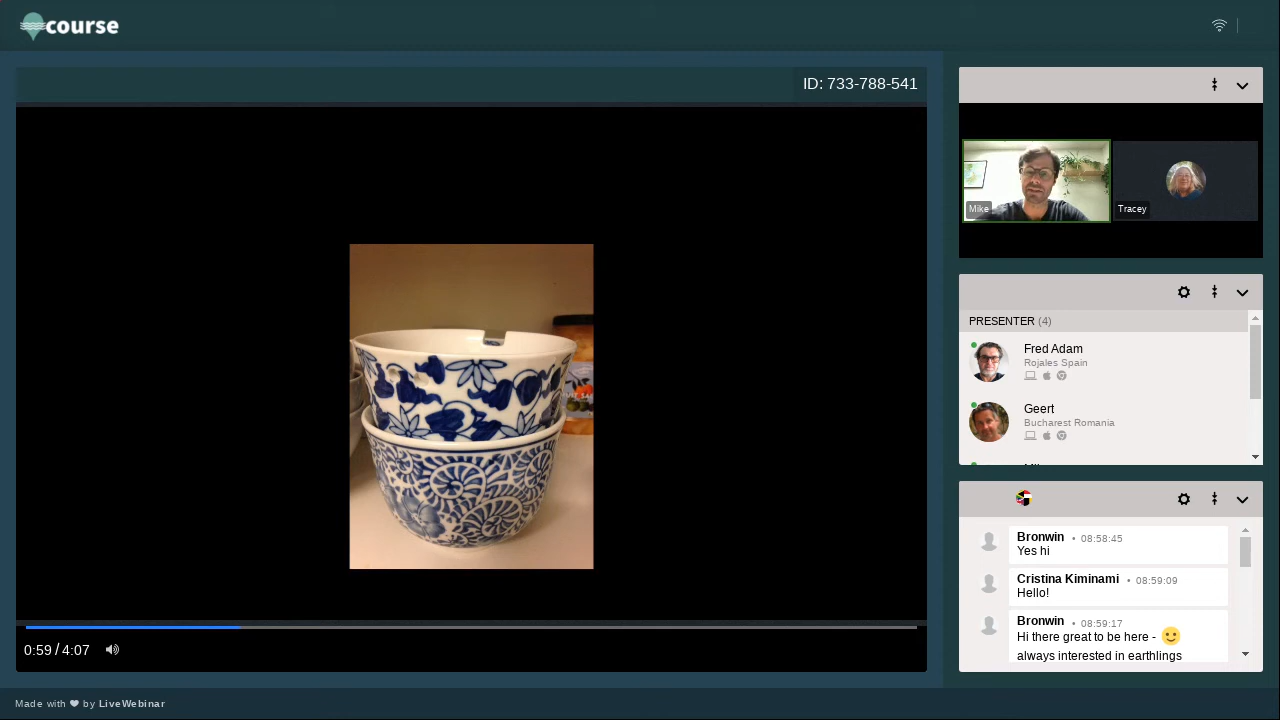 course
ID: 733-788-541
Mike
Tracey
PRESENTER (4)
Fred Adam
Rojales Spain
Geert
Bucharest Romania
Bronwin • 08:58:45
Yes hi
Cristina Kiminami • 08:59:09
Hello!
Bronwin • 08:59:17
Hi there great to be here - 🙂
always interested in earthlings
0:59 / 4:07
Made with ❤ by LiveWebinar